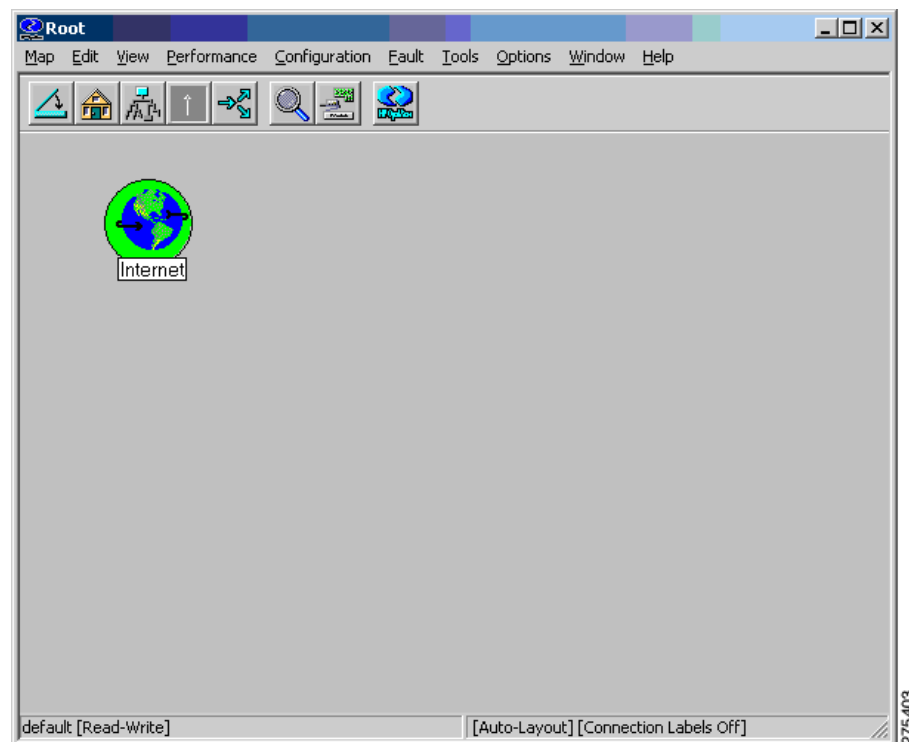 Root
Map Edit View Performance Configuration Fault Tools Options Window Help
Internet
default [Read-Write] [Auto-Layout] [Connection Labels Off]
275403